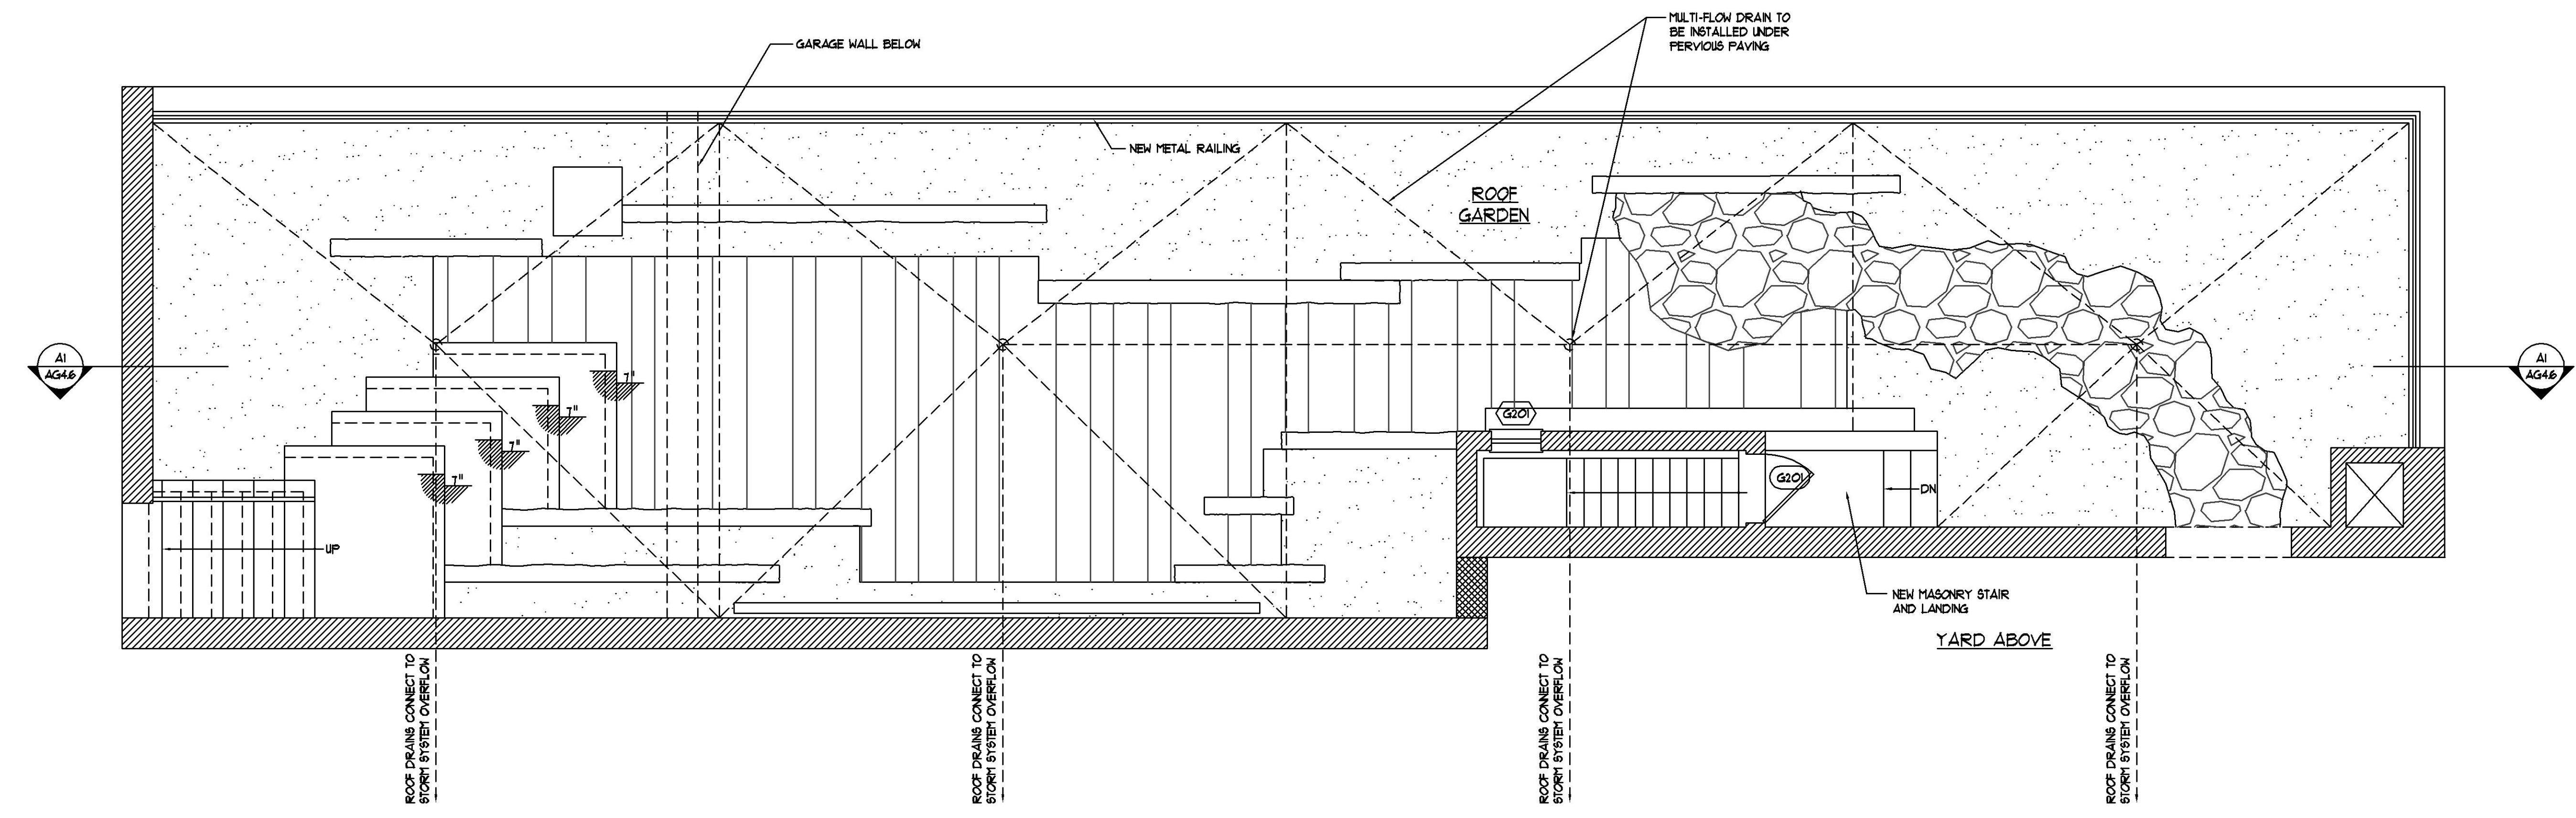 MULTI-FLOW DRAIN TO
BE INSTALLED UNDER
PERVIOUS PAVING
GARAGE WALL BELOW
NEW METAL RAILING
ROOF
GARDEN
A1
AG4.6
A1
AG4.6
7"
7"
7"
7"
G201
G201
DN
UP
NEW MASONRY STAIR
AND LANDING
YARD ABOVE
ROOF DRAINS CONNECT TO
STORM SYSTEM OVERFLOW
ROOF DRAINS CONNECT TO
STORM SYSTEM OVERFLOW
ROOF DRAINS CONNECT TO
STORM SYSTEM OVERFLOW
ROOF DRAINS CONNECT TO
STORM SYSTEM OVERFLOW